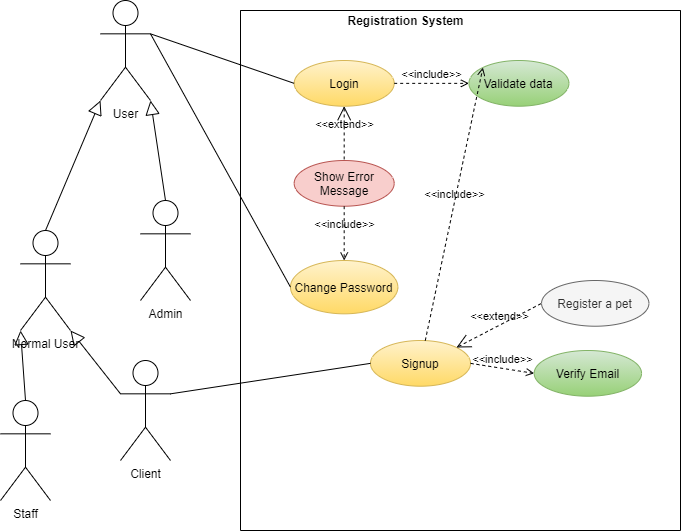 Registration System
Login
<<include>>
Validate data
User
<<extend>>
Show Error
Message
<<include>>
<<include>>
Change Password
Admin
Register a pet
<<extend>>
Normal User
Signup
<<include>>
Verify Email
Client
Staff